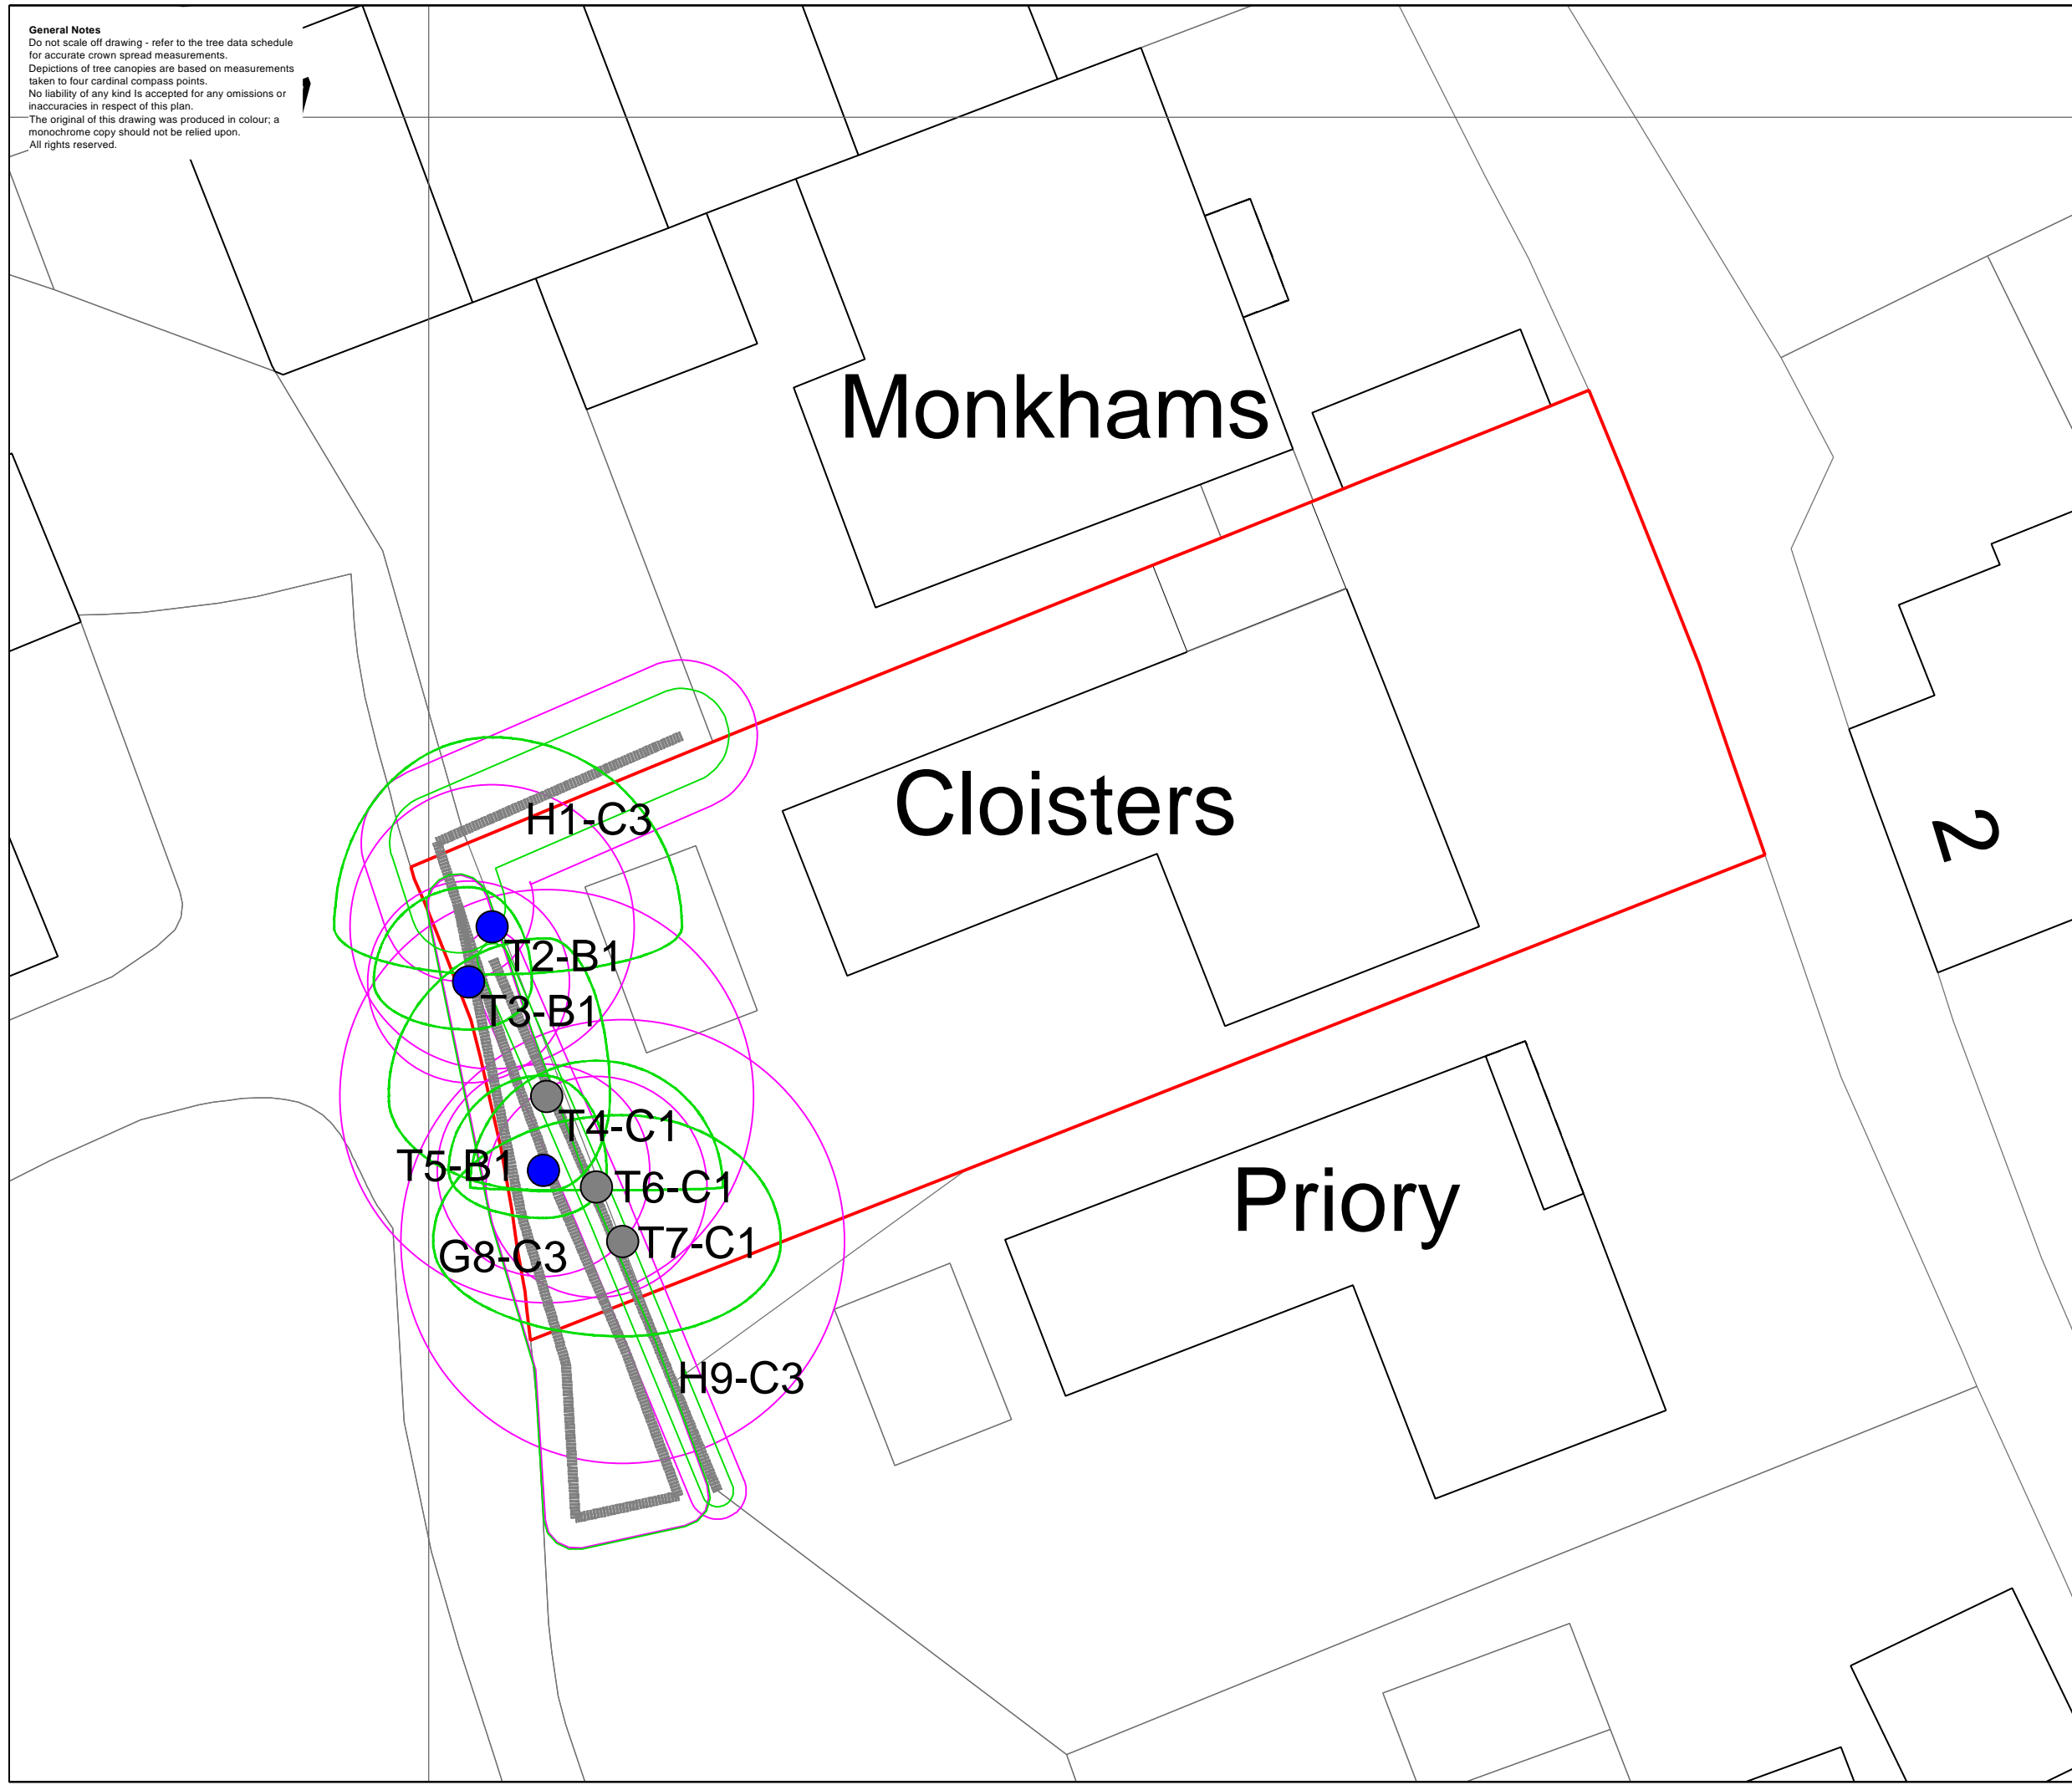 General Notes
Do not scale off drawing - refer to the tree data schedule
for accurate crown spread measurements.
Depictions of tree canopies are based on measurements
taken to four cardinal compass points.
No liability of any kind Is accepted for any omissions or
inaccuracies in respect of this plan.
The original of this drawing was produced in colour; a
monochrome copy should not be relied upon.
All rights reserved.
Monkhams
Cloisters
H1-C3
2
T2-B1
T3-B1
T4-C1
T5-B1
T6-C1
Priory
T7-C1
G8-C3
H9-C3